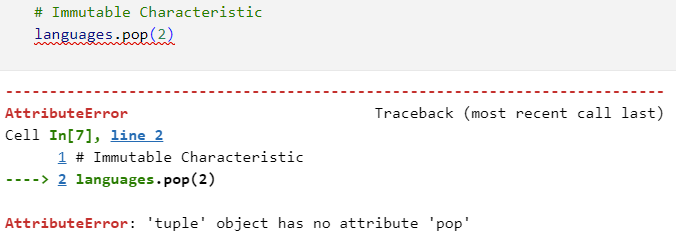 # Immutable Characteristic
languages.pop(2)
---------------------------------------------------------------------------
AttributeError                            Traceback (most recent call last)
Cell In[7], line 2
      1 # Immutable Characteristic
----> 2 languages.pop(2)
AttributeError: 'tuple' object has no attribute 'pop'